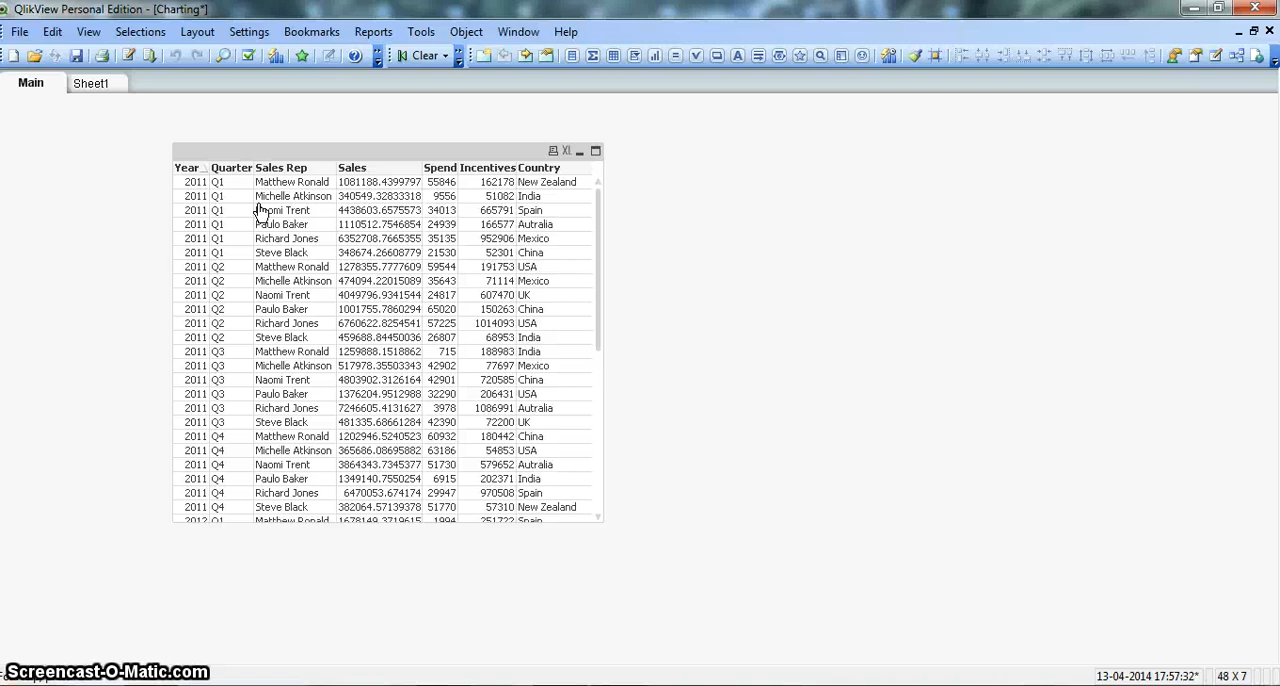 QlikView Personal Edition - [Charting*]
File Edit View Selections Layout Settings Bookmarks Reports Tools Object Window Help
Clear
Main Sheet1
XL
Year Quarter Sales Rep Sales Spend Incentives Country
2011 Q1 Matthew Ronald 1081188.4399797 55846 162178 New Zealand
2011 Q1 Michelle Atkinson 340549.32833318 9556 51082 India
2011 Q1 Trent 4438603.6575573 34013 665791 Spain
2011 Q1 Paulo Baker 1110512.7546854 24939 166577 Autralia
2011 Q1 Richard Jones 6352708.7665355 35135 952906 Mexico
2011 Q1 Steve Black 348674.26608779 21530 52301 China
2011 Q2 Matthew Ronald 1278355.7777609 59544 191753 USA
2011 Q2 Michelle Atkinson 474094.22015089 35643 71114 Mexico
2011 Q2 Naomi Trent 4049796.9341544 24817 607470 UK
2011 Q2 Paulo Baker 1001755.7860294 65020 150263 China
2011 Q2 Richard Jones 6760622.8254541 57225 1014093 USA
2011 Q2 Steve Black 459688.84450036 26807 68953 India
2011 Q3 Matthew Ronald 1259888.1518862 715 188983 India
2011 Q3 Michelle Atkinson 517978.35503343 42902 77697 Mexico
2011 Q3 Naomi Trent 4803902.3126164 42901 720585 China
2011 Q3 Paulo Baker 1376204.9512988 32290 206431 USA
2011 Q3 Richard Jones 7246605.4131627 3978 1086991 Autralia
2011 Q3 Steve Black 481335.68661284 42390 72200 UK
2011 Q4 Matthew Ronald 1202946.5240523 60932 180442 China
2011 Q4 Michelle Atkinson 365686.08695882 63186 54853 USA
2011 Q4 Naomi Trent 3864343.7345377 51730 579652 Autralia
2011 Q4 Paulo Baker 1349140.7550254 6915 202371 India
2011 Q4 Richard Jones 6470053.674174 29947 970508 Spain
2011 Q4 Steve Black 382064.57139378 51770 57310 New Zealand
2012 Q1 Matthew Ronald 1678149.3719615 1994 251722 Spain
Screencast-O-Matic.com
13-04-2014 17:57:32* 48 X 7